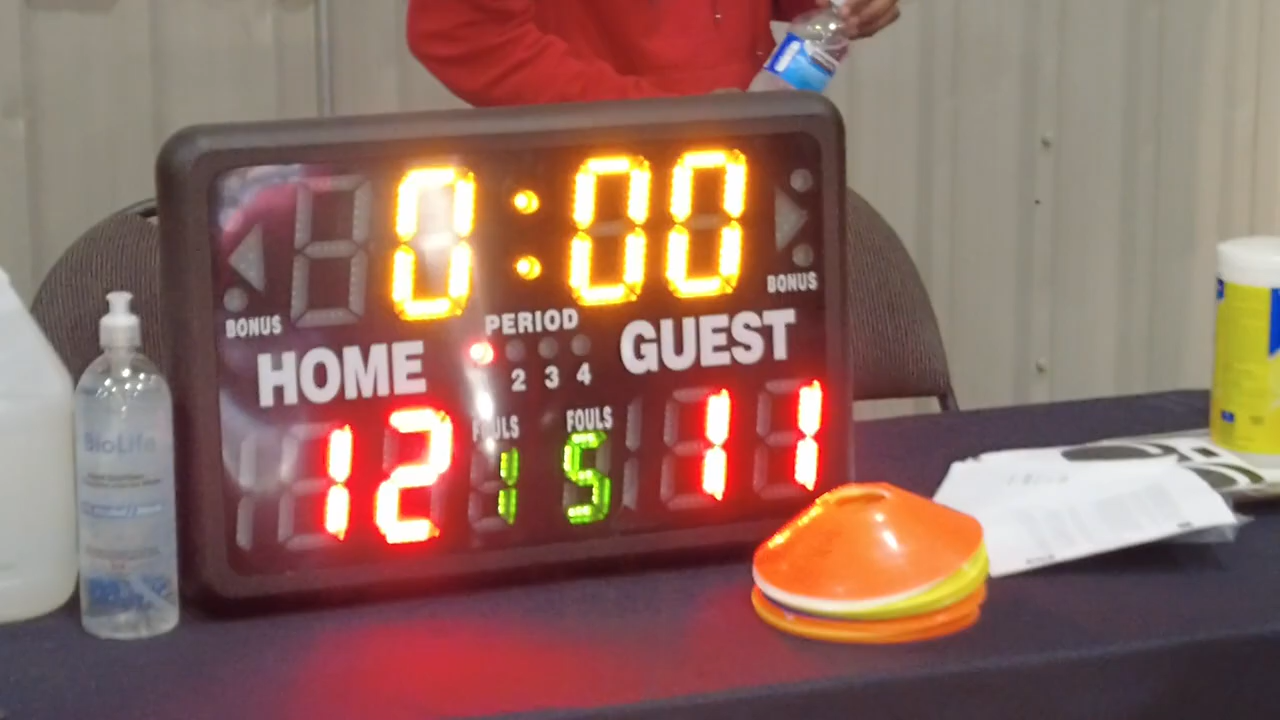 0:00
BONUS
PERIOD
BONUS
HOME
2 3 4
GUEST
FOULS
FOULS
12
1
5
11
BioLife